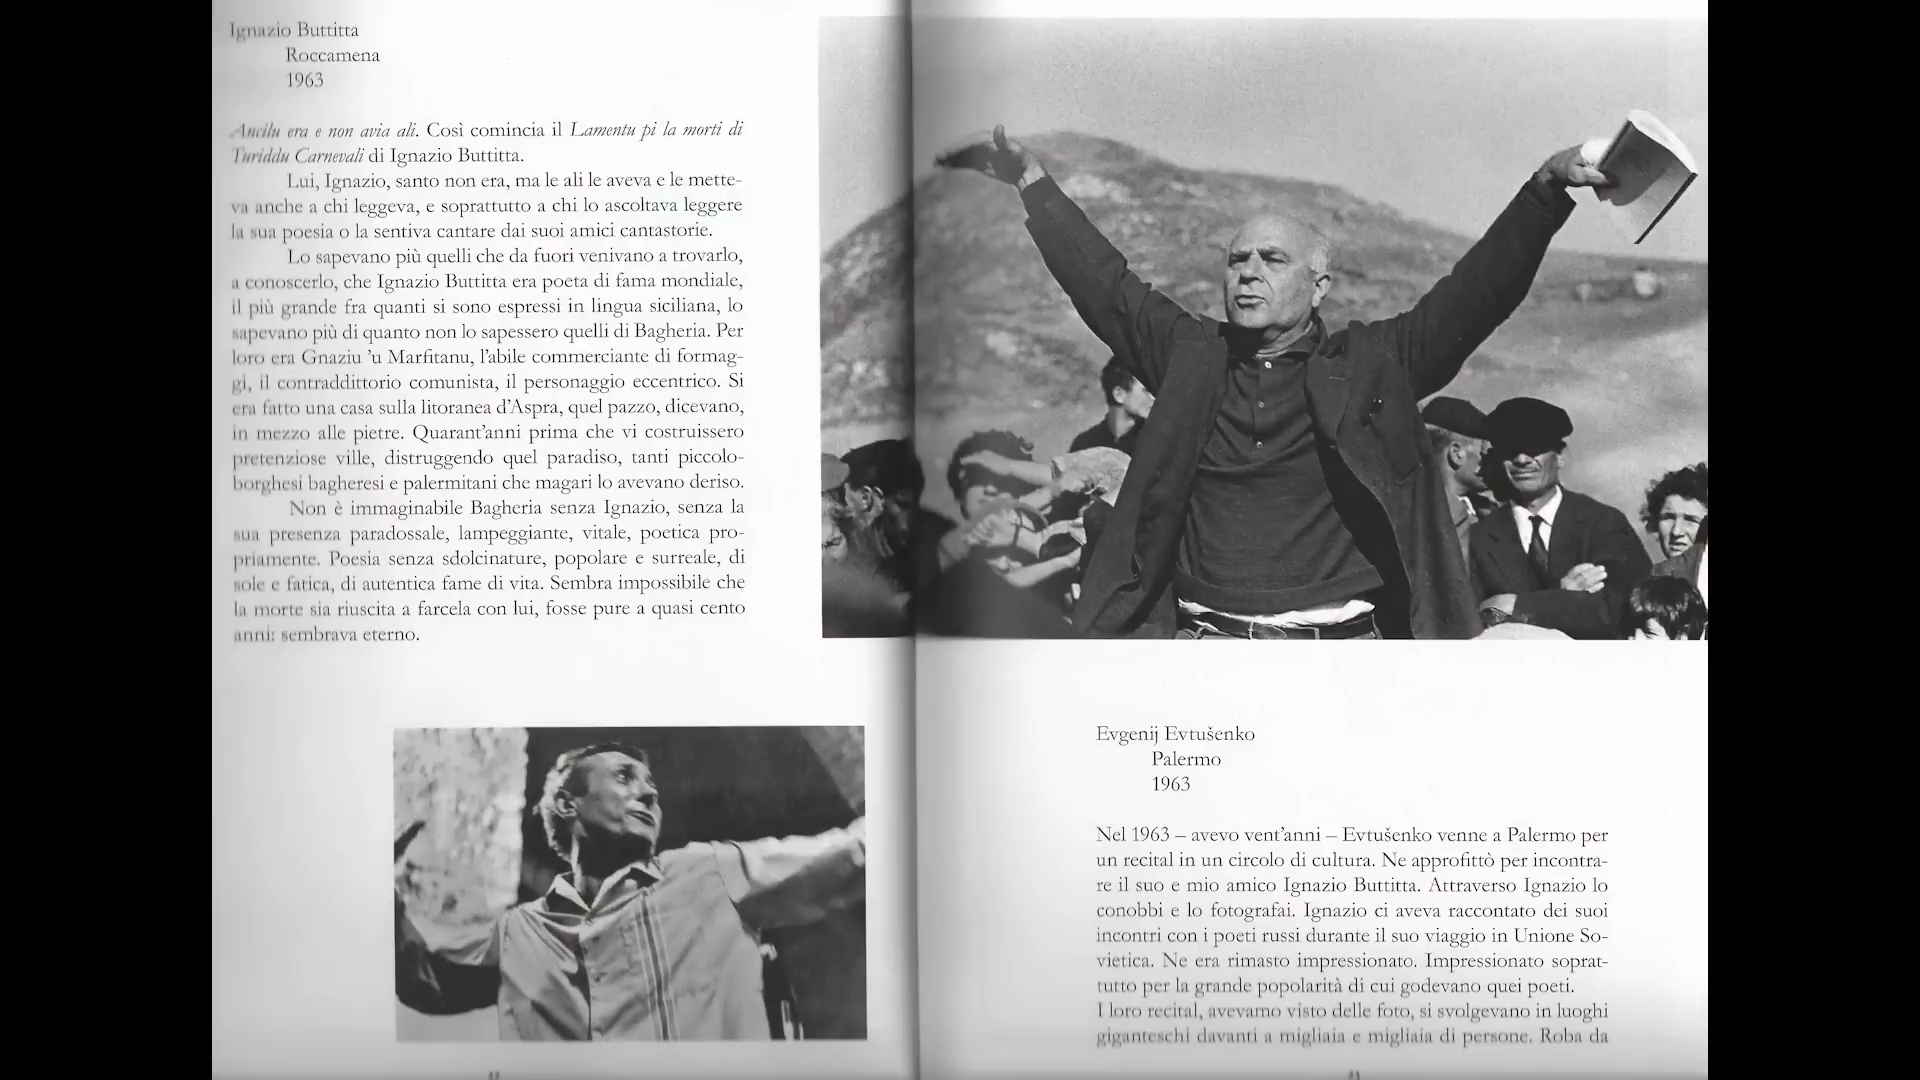 Ignazio Buttitta
Roccamena
1963
Ancilu era e non avia ali. Così comincia il Lamentu pi la morti di
Turiddu Carnevali di Ignazio Buttitta.
Lui, Ignazio, santo non era, ma le ali le aveva e le mette-
va anche a chi leggeva, e soprattutto a chi lo ascoltava leggere
la sua poesia o la sentiva cantare dai suoi amici cantastorie.
Lo sapevano più quelli che da fuori venivano a trovarlo,
a conoscerlo, che Ignazio Buttitta era poeta di fama mondiale,
il più grande fra quanti si sono espressi in lingua siciliana, lo
sapevano più di quanto non lo sapessero quelli di Bagheria. Per
loro era Gnaziu 'u Marfitanu, l'abile commerciante di formag-
gi, il contraddittorio comunista, il personaggio eccentrico. Si
era fatto una casa sulla litoranea d'Aspra, quel pazzo, dicevano,
in mezzo alle pietre. Quarant'anni prima che vi costruissero
pretenziose ville, distruggendo quel paradiso, tanti piccolo-
borghesi bagheresi e palermitani che magari lo avevano deriso.
Non è immaginabile Bagheria senza Ignazio, senza la
sua presenza paradossale, lampeggiante, vitale, poetica pro-
priamente. Poesia senza sdolcinature, popolare e surreale, di
sole e fatica, di autentica fame di vita. Sembra impossibile che
la morte sia riuscita a farcela con lui, fosse pure a quasi cento
anni: sembrava eterno.
Evgenij Evtušenko
Palermo
1963
Nel 1963 – avevo vent'anni – Evtušenko venne a Palermo per
un recital in un circolo di cultura. Ne approfittò per incontra-
re il suo e mio amico Ignazio Buttitta. Attraverso Ignazio lo
conobbi e lo fotografai. Ignazio ci aveva raccontato dei suoi
incontri con i poeti russi durante il suo viaggio in Unione So-
vietica. Ne era rimasto impressionato. Impressionato soprat-
tutto per la grande popolarità di cui godevano quei poeti.
I loro recital, avevamo visto delle foto, si svolgevano in luoghi
giganteschi davanti a migliaia e migliaia di persone. Roba da